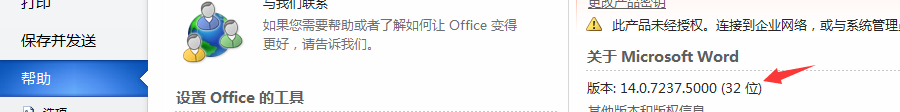 打印
保存并发送
帮助
选项
与我们联系
如果您需要帮助或者了解如何让 Office 变得
更好，请告诉我们。
设置 Office 的工具
更改产品密钥
此产品未经授权。连接到企业网络，或与系统管理
关于 Microsoft Word
版本: 14.0.7237.5000 (32 位)
其他版本和版权信息